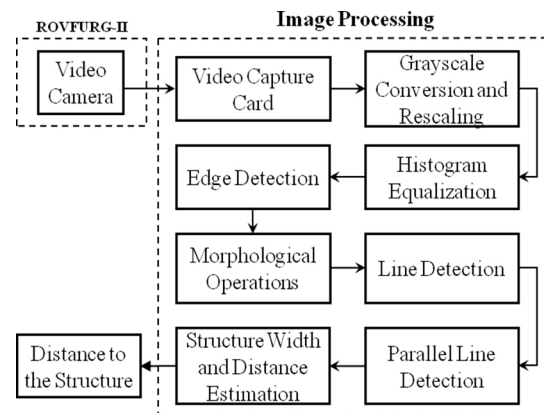 ROVFURG-II
Image Processing
Video
Camera
Video Capture
Card
Grayscale
Conversion and
Rescaling
Histogram
Equalization
Edge Detection
Morphological
Operations
Line Detection
Parallel Line
Detection
Structure Width
and Distance
Estimation
Distance to
the Structure